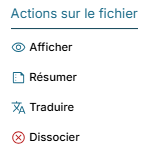 Actions sur le fichier
Afficher
Résumer
Traduire
Dissocier